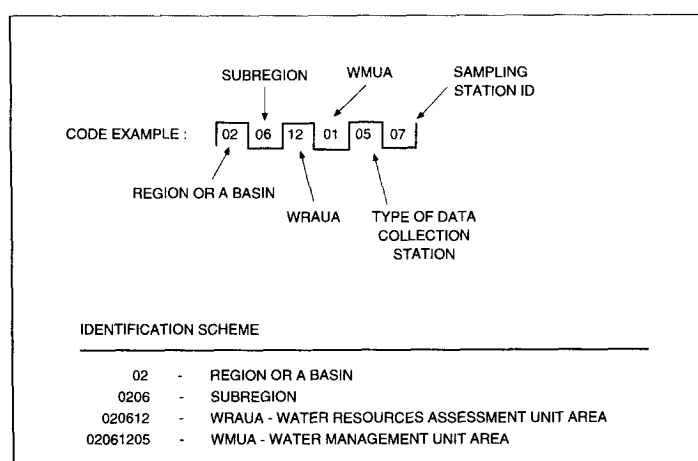 SUBREGION WMUA SAMPLING
STATION ID
CODE EXAMPLE : 02 06 12 01 05 07
REGION OR A BASIN
WRAUA TYPE OF DATA
COLLECTION
STATION
IDENTIFICATION SCHEME
02 - REGION OR A BASIN
0206 - SUBREGION
020612 - WRAUA - WATER RESOURCES ASSESSMENT UNIT AREA
02061205 - WMUA - WATER MANAGEMENT UNIT AREA